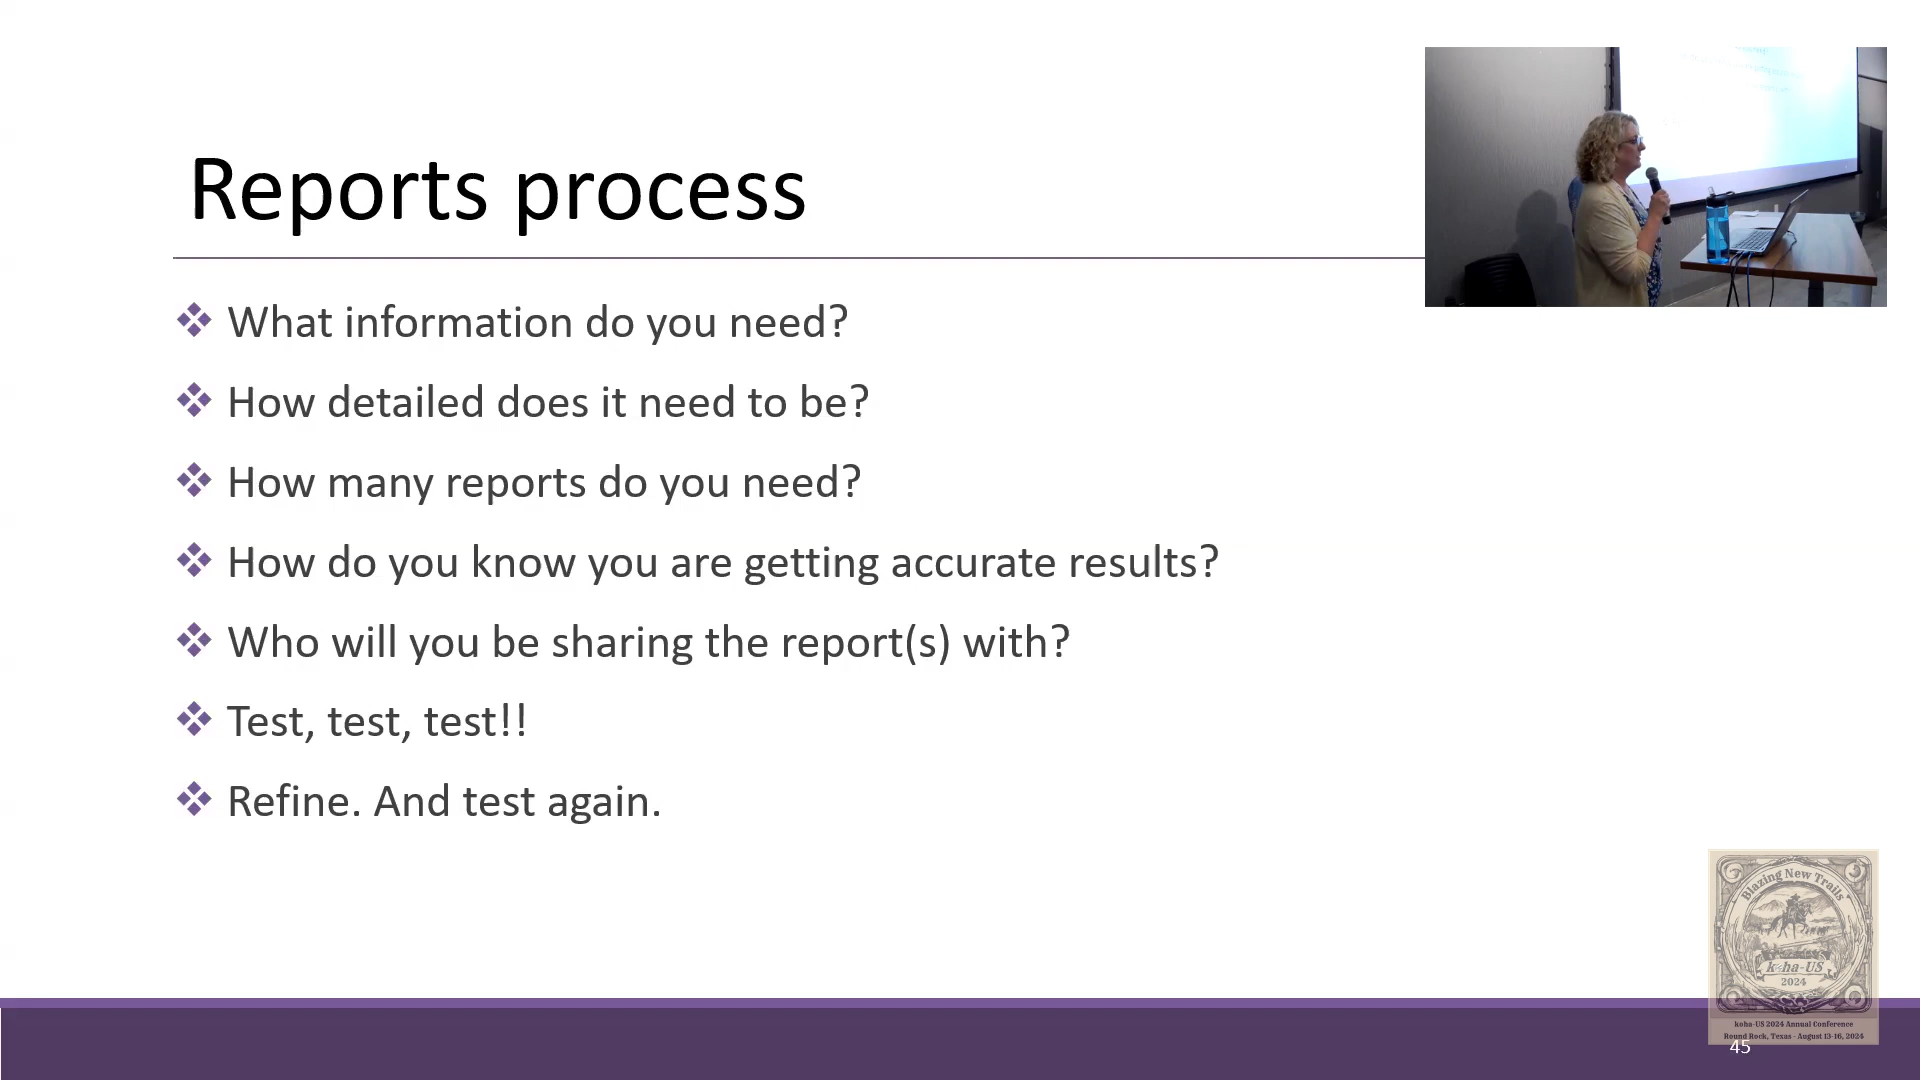 Reports process
What information do you need?
How detailed does it need to be?
How many reports do you need?
How do you know you are getting accurate results?
Who will you be sharing the report(s) with?
Test, test, test!!
Refine. And test again.
Blazing New Trails
koha-US
2024
koha-US 2024 Annual Conference
Round Rock, Texas - August 13-16, 2024
45